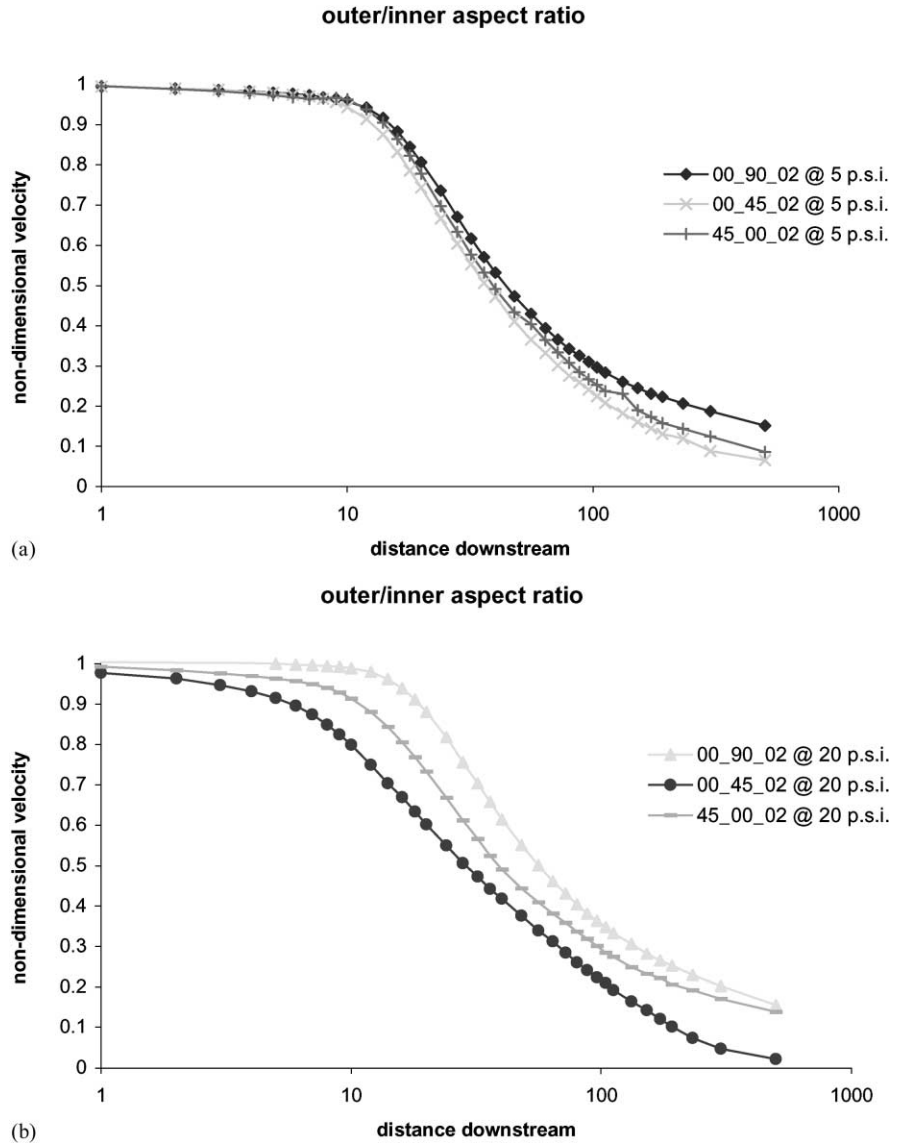 outer/inner aspect ratio
1
0.9
0.8
0.7
0.6
0.5
0.4
0.3
0.2
0.1
0
non-dimensional velocity
00_90_02 @ 5 p.s.i.
00_45_02 @ 5 p.s.i.
45_00_02 @ 5 p.s.i.
1 10 100 1000
distance downstream
(a)
outer/inner aspect ratio
1
0.9
0.8
0.7
0.6
0.5
0.4
0.3
0.2
0.1
0
non-dimensional velocity
00_90_02 @ 20 p.s.i.
00_45_02 @ 20 p.s.i.
45_00_02 @ 20 p.s.i.
1 10 100 1000
distance downstream
(b)